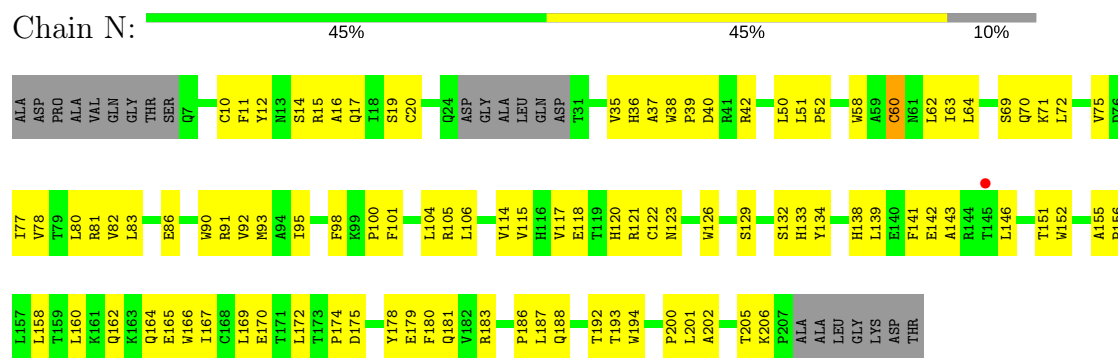 Chain N:
45% 45% 10%
ALA ASP PRO ALA VAL GLN GLY THR SER Q7 C10 F11 Y12 N13 S14 R15 A16 Q17 I18 S19 C20 Q24 ASP GLY ALA LEU GLN ASP T31 V35 H36 A37 W38 P39 D40 R41 R42 L50 L51 P52 W58 A59 C60 N61 L62 I63 L64 S69 Q70 K71 L72 V75 D76
I77 V78 T79 L80 R81 V82 L83 E86 W90 R91 V92 M93 A94 I95 F98 K99 P100 F101 L104 R105 L106 V114 V115 H116 V117 E118 T119 H120 R121 C122 N123 W126 S129 S132 H133 Y134 H138 L139 E140 F141 E142 A143 R144 T145 L146 T151 W152 A155 P156
L157 L158 T159 L160 K161 Q162 K163 Q164 E165 W166 I167 C168 L169 E170 T171 L172 T173 P174 D175 Y178 E179 F180 Q181 V182 R183 P186 L187 Q188 T192 T193 W194 P200 L201 A202 T205 K206 P207 ALA ALA LEU GLY LYS ASP THR